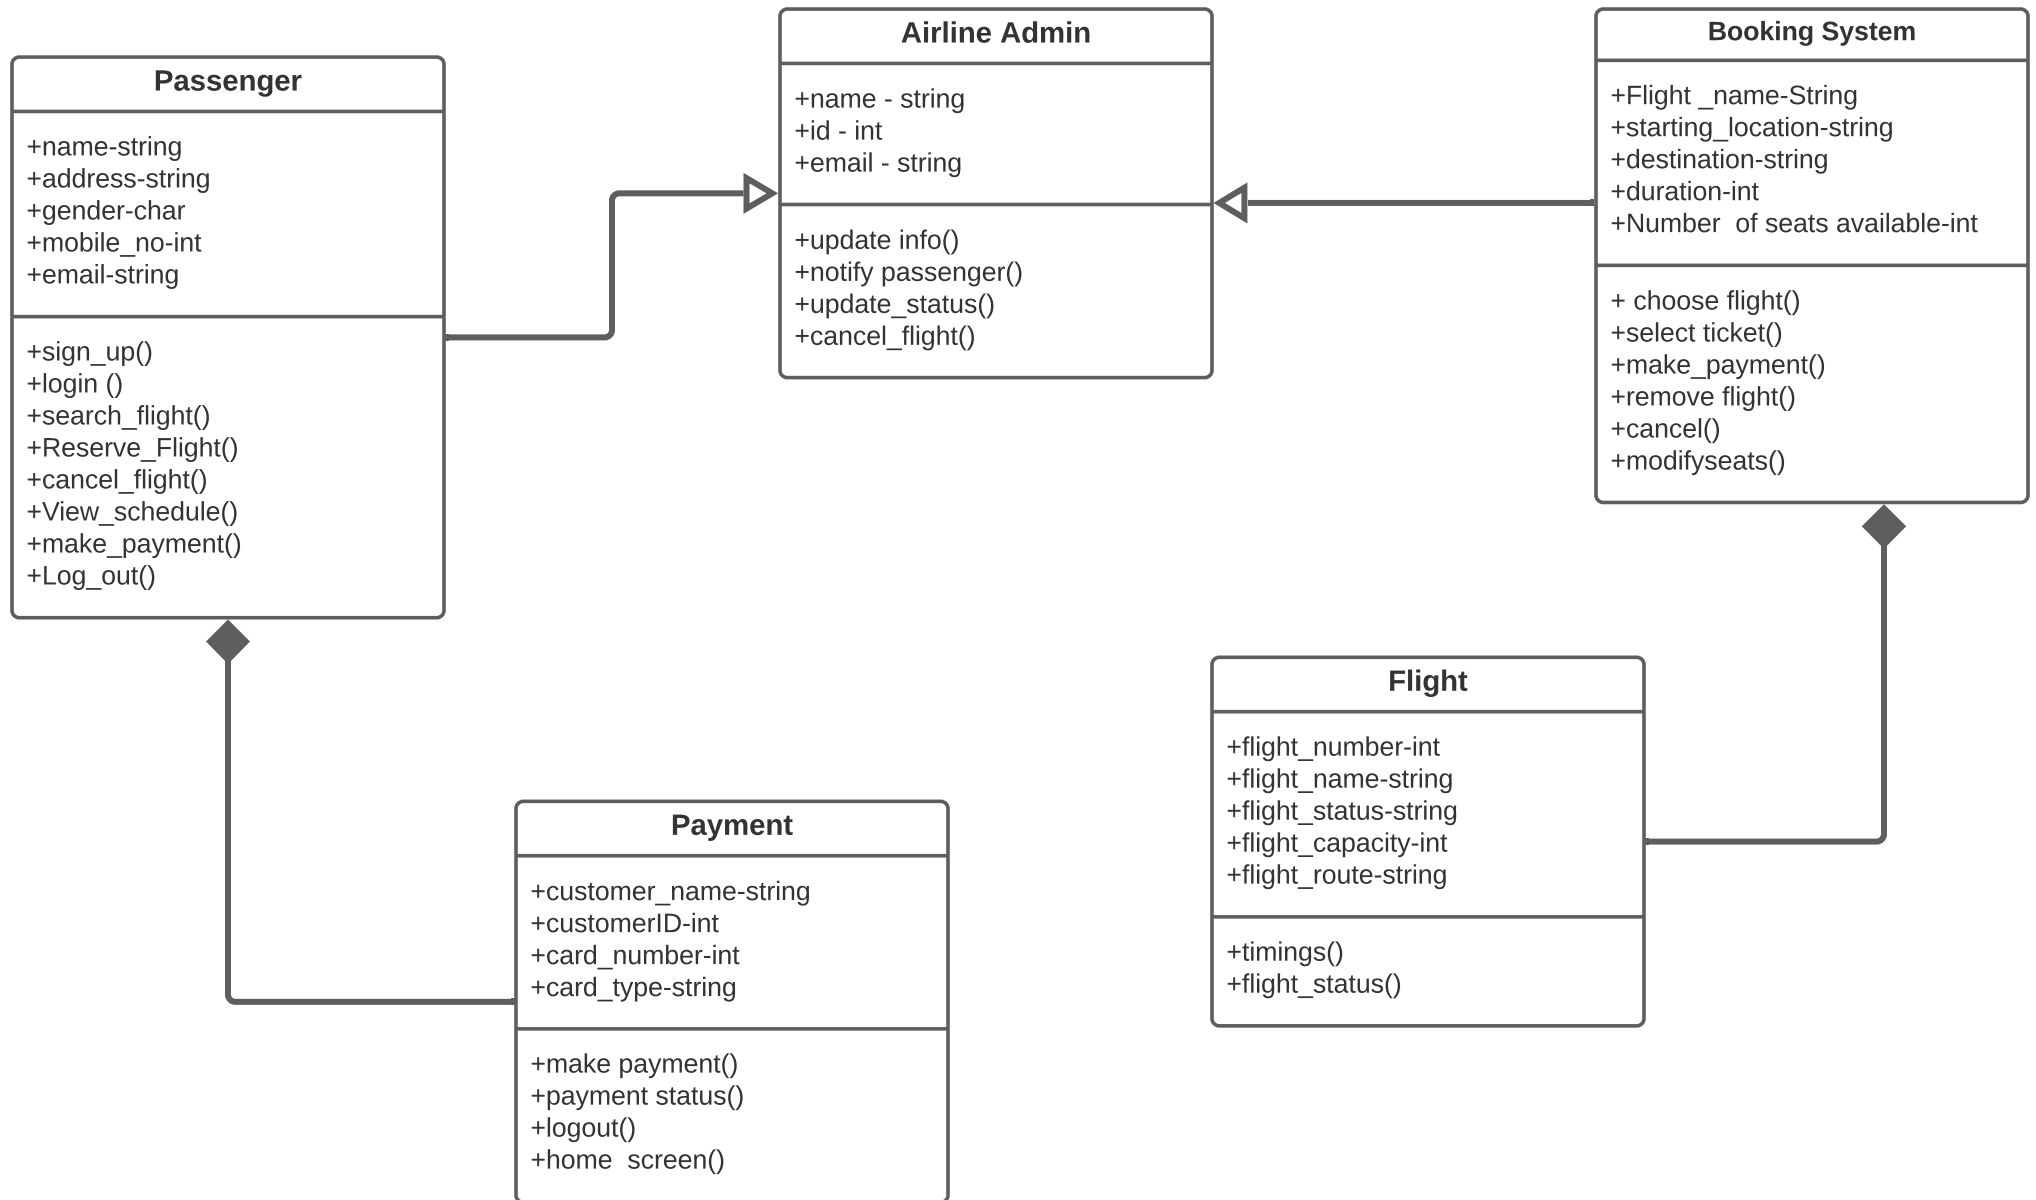 Passenger
+name-string
+address-string
+gender-char
+mobile_no-int
+email-string
+sign_up()
+login ()
+search_flight()
+Reserve_Flight()
+cancel_flight()
+View_schedule()
+make_payment()
+Log_out()
Airline Admin
+name - string
+id - int
+email - string
+update info()
+notify passenger()
+update_status()
+cancel_flight()
Booking System
+Flight _name-String
+starting_location-string
+destination-string
+duration-int
+Number  of seats available-int
+ choose flight()
+select ticket()
+make_payment()
+remove flight()
+cancel()
+modifyseats()
Payment
+customer_name-string
+customerID-int
+card_number-int
+card_type-string
+make payment()
+payment status()
+logout()
+home  screen()
Flight
+flight_number-int
+flight_name-string
+flight_status-string
+flight_capacity-int
+flight_route-string
+timings()
+flight_status()